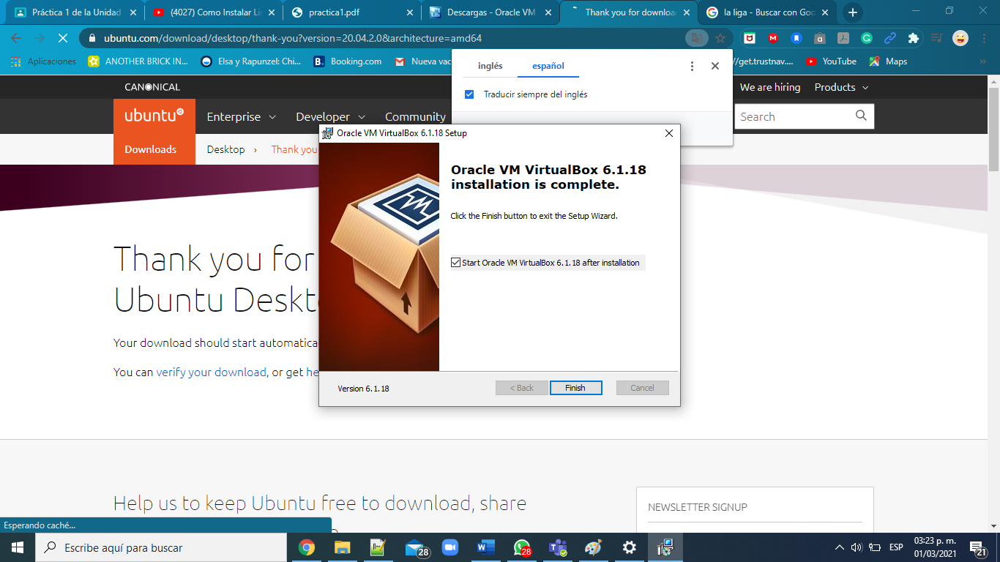 Práctica 1 de la Unidad
(4027) Como Instalar Lin
practica1.pdf
Descargas - Oracle VM
Thank you for downloa
la liga - Buscar con Goo
ubuntu.com/download/desktop/thank-you?version=20.04.2.0&architecture=amd64
Aplicaciones
ANOTHER BRICK IN...
Elsa y Rapunzel: Chi...
Booking.com
Nueva vac
//get.trustnav....
YouTube
Maps
inglés
español
Traducir siempre del inglés
CANONICAL
We are hiring
Products
ubuntu
Enterprise
Developer
Community
Search
Downloads
Desktop
Thank you
Oracle VM VirtualBox 6.1.18 Setup
Oracle VM VirtualBox 6.1.18
installation is complete.
Click the Finish button to exit the Setup Wizard.
Start Oracle VM VirtualBox 6.1.18 after installation
Version 6.1.18
< Back
Finish
Cancel
Thank you for
Ubuntu Deskt
Your download should start automatica
You can verify your download, or get he
Help us to keep Ubuntu free to download, share
NEWSLETTER SIGNUP
Esperando caché...
Escribe aquí para buscar
28
28
ESP
03:23 p. m.
01/03/2021
21